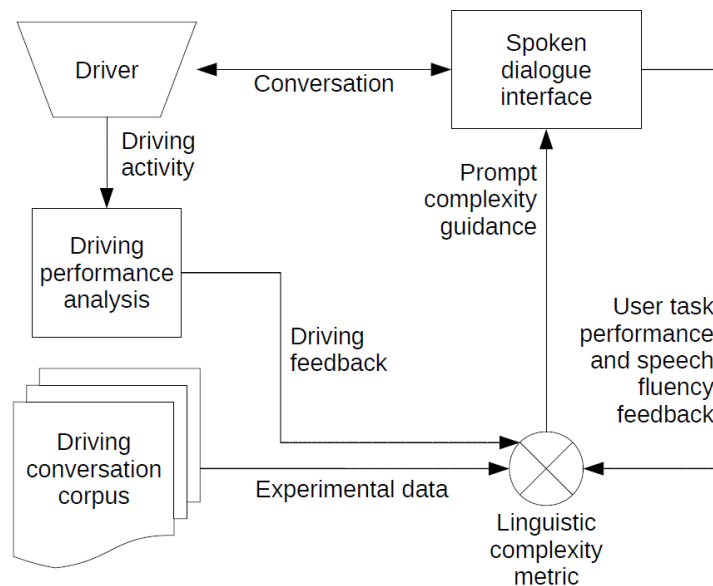 Driver
Spoken
dialogue
interface
Conversation
Driving
activity
Prompt
complexity
guidance
Driving
performance
analysis
Driving
feedback
User task
performance
and speech
fluency
feedback
Driving
conversation
corpus
Experimental data
Linguistic
complexity
metric